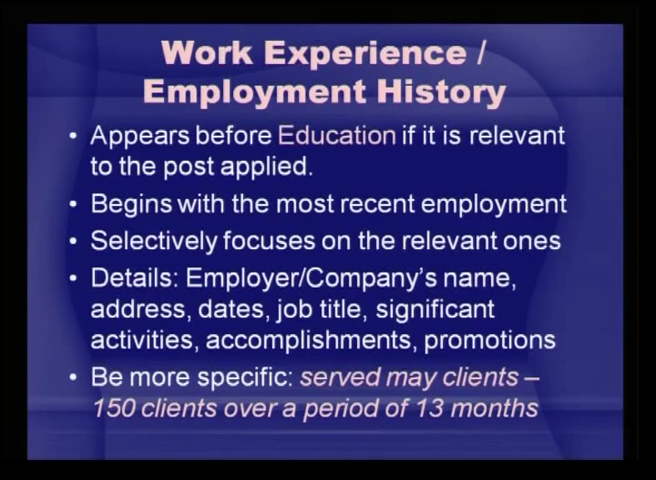 Work Experience /
Employment History
• Appears before Education if it is relevant
to the post applied.
• Begins with the most recent employment
• Selectively focuses on the relevant ones
• Details: Employer/Company's name,
address, dates, job title, significant
activities, accomplishments, promotions
• Be more specific: served may clients –
150 clients over a period of 13 months